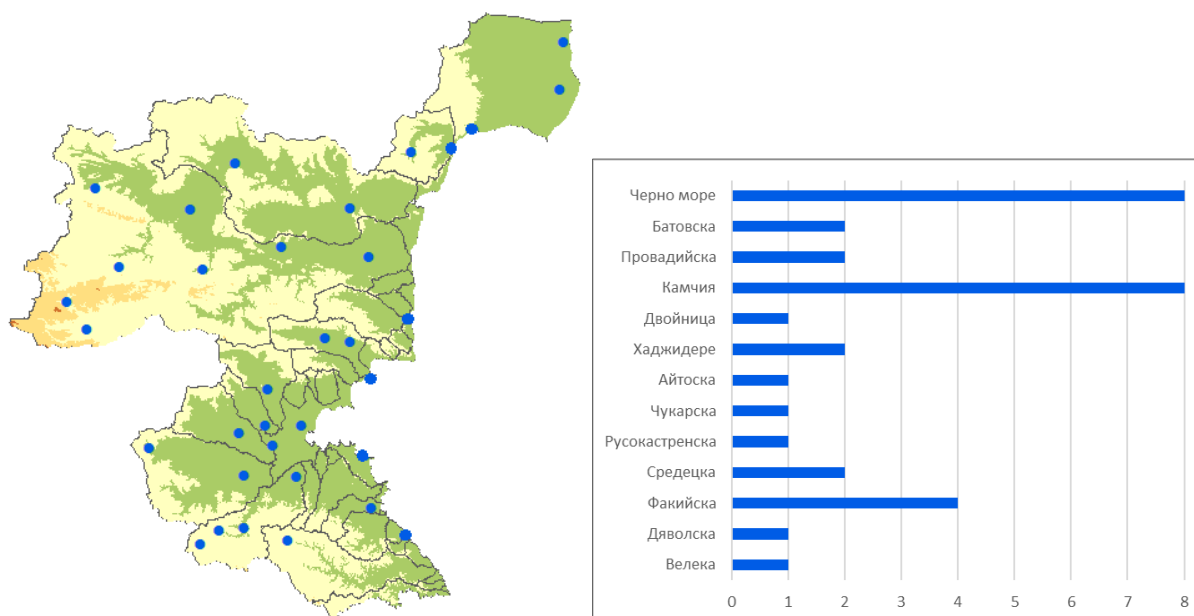 Черно море
Батовска
Провадийска
Камчия
Двойница
Хаджидере
Айтоска
Чукарска
Русокастренска
Средецка
Факийска
Дяволска
Велека
0 1 2 3 4 5 6 7 8